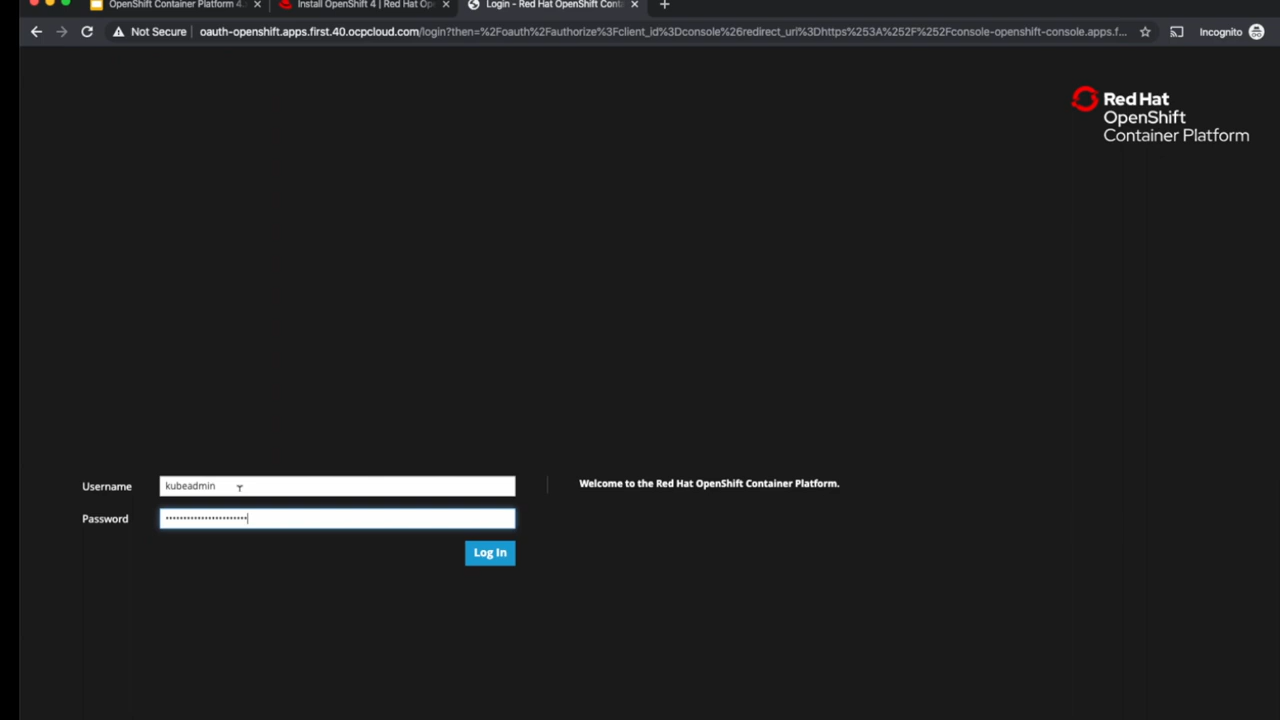 OpenShift Container Platform 4.
Install OpenShift 4 | Red Hat Op
Login - Red Hat OpenShift Cont
Not Secure
oauth-openshift.apps.first.40.ocpcloud.com/login?then=%2Foauth%2Fauthorize%3Fclient_id%3Dconsole%26redirect_url%3Dhttps%253A%252F%252Fconsole-openshift-console.apps.f...
Incognito
Red Hat
OpenShift
Container Platform
Username
kubeadmin
Welcome to the Red Hat OpenShift Container Platform.
Password
Log In